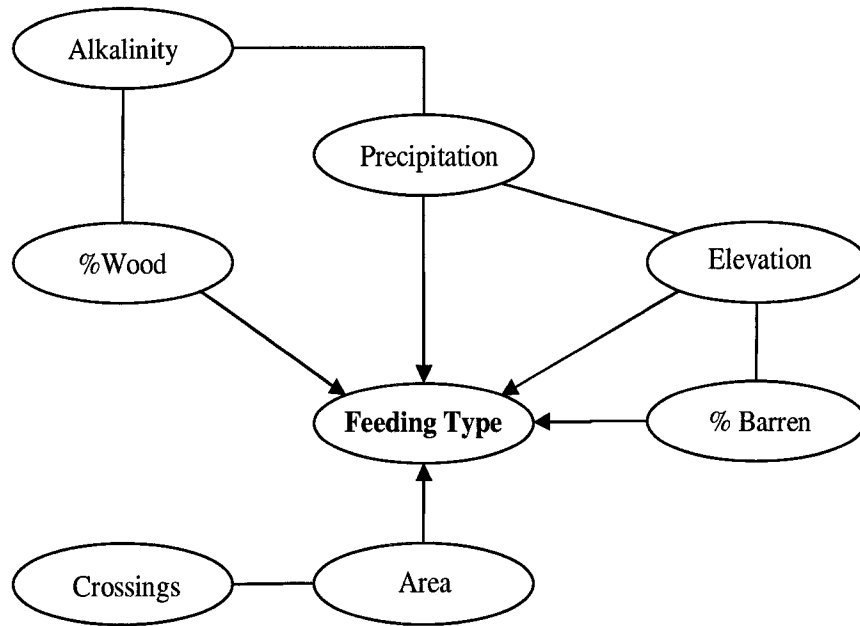 Alkalinity
Precipitation
%Wood
Elevation
Feeding Type
% Barren
Crossings
Area